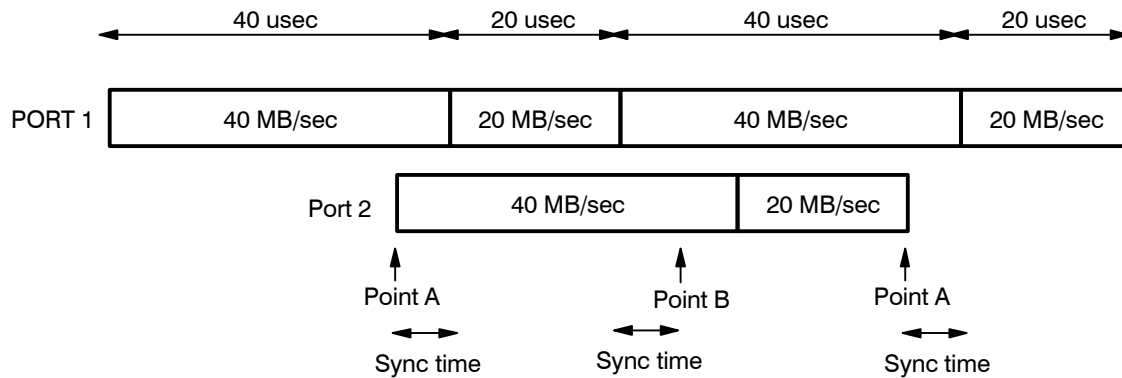 40 usec 20 usec 40 usec 20 usec
PORT 1 40 MB/sec 20 MB/sec 40 MB/sec 20 MB/sec
Port 2 40 MB/sec 20 MB/sec
Point A Point B Point A
Sync time Sync time Sync time